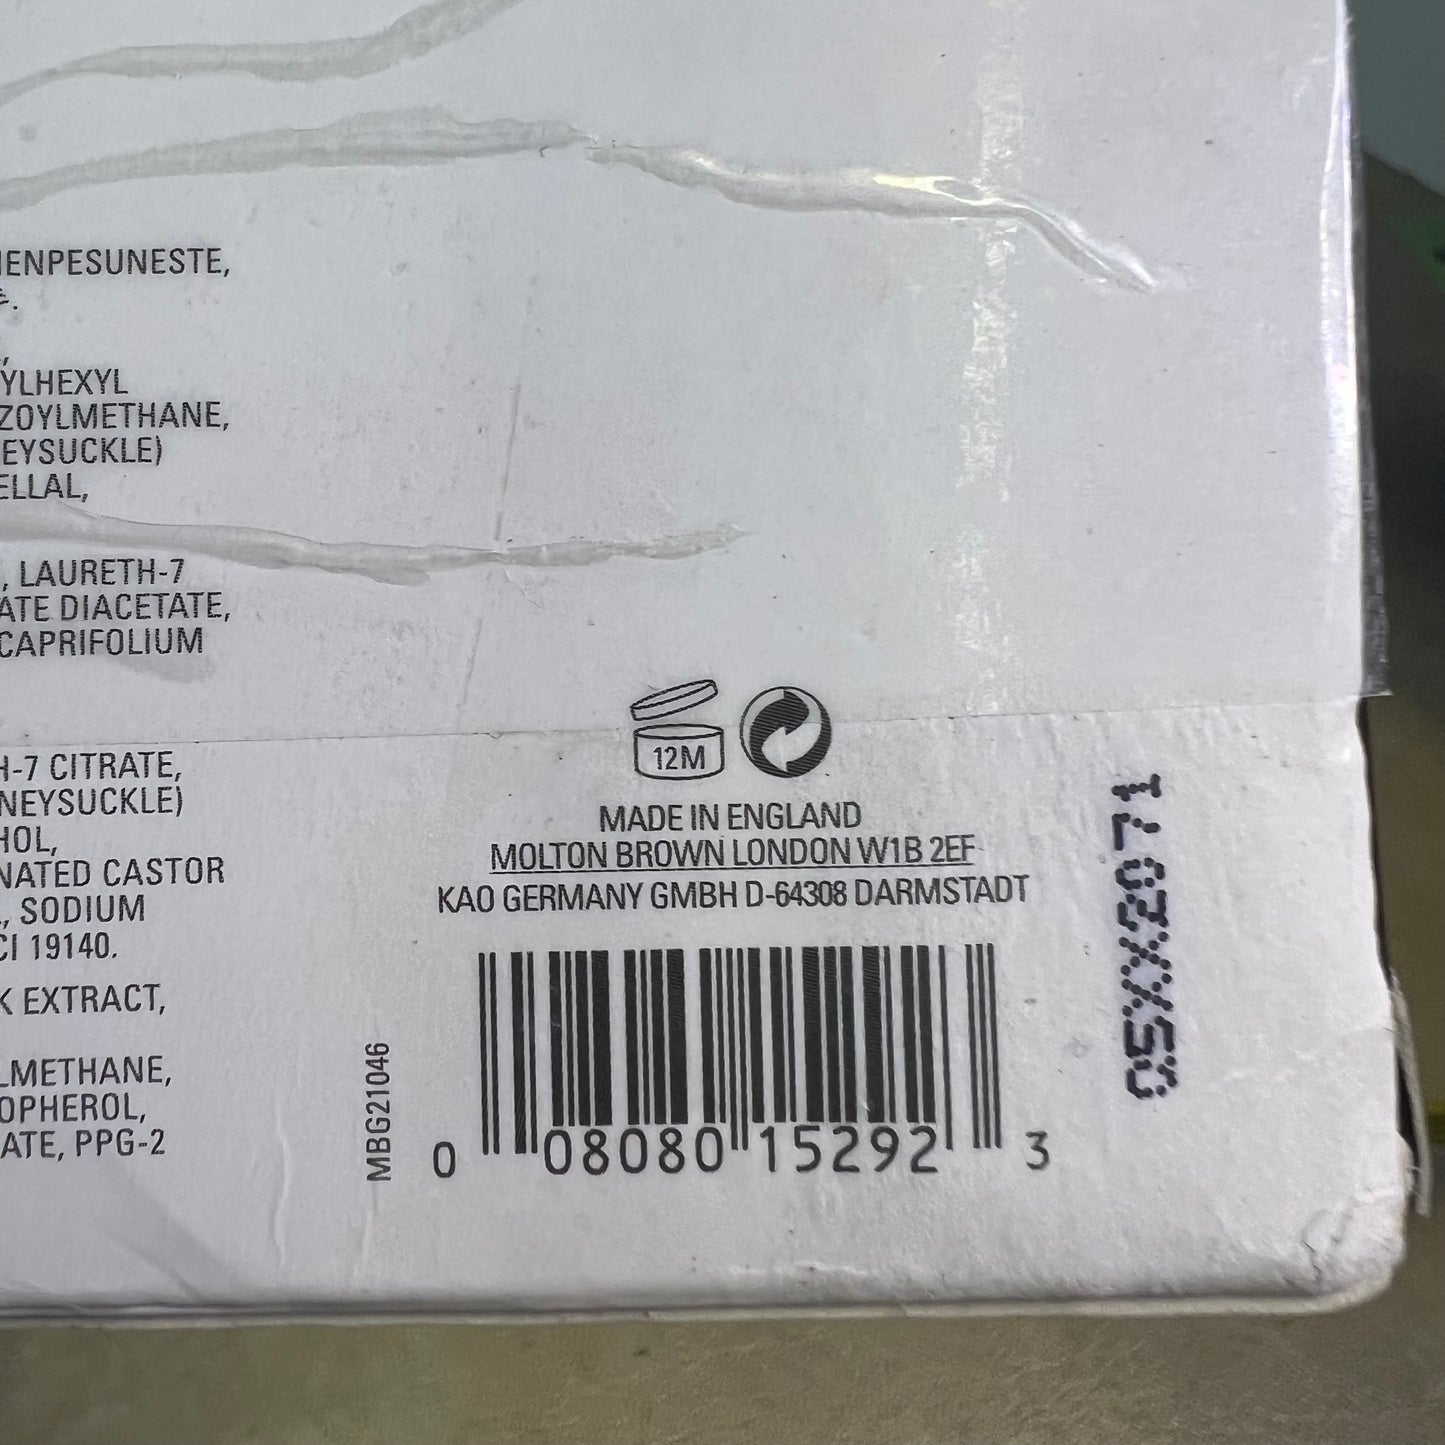 IENPESUNESTE,
YLHEXYL
ZOYLMETHANE,
EYSUCKLE)
ELLAL,
, LAURETH-7
ATE DIACETATE,
CAPRIFOLIUM
H-7 CITRATE,
NEYSUCKLE)
HOL,
NATED CASTOR
, SODIUM
CI 19140.
K EXTRACT,
LMETHANE,
OPHEROL,
ATE, PPG-2
12M
MADE IN ENGLAND
MOLTON BROWN LONDON W1B 2EF
KAO GERMANY GMBH D-64308 DARMSTADT
MBG21046
0 08080 15292 3
05XX2071